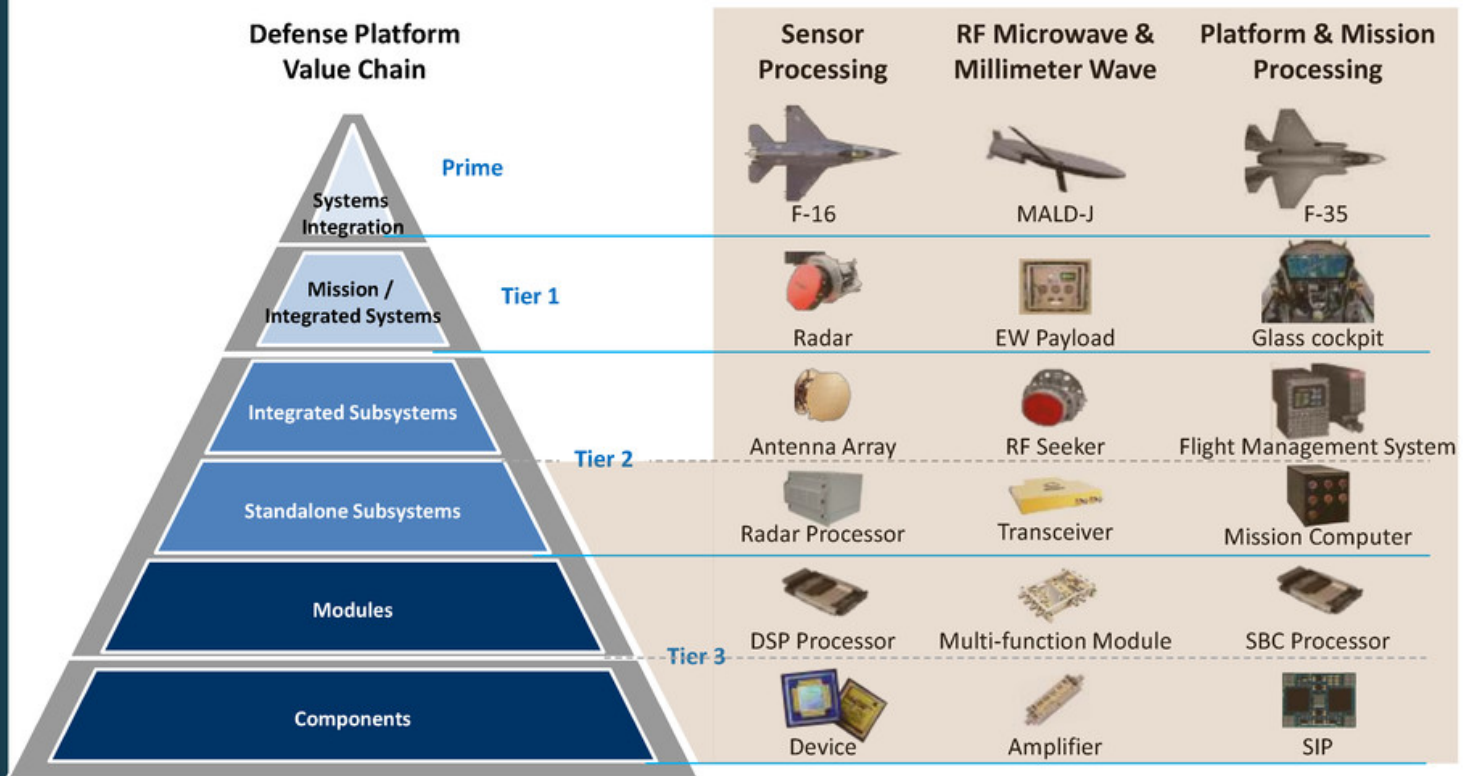 Defense Platform
Value Chain
Sensor
Processing
RF Microwave &
Millimeter Wave
Platform & Mission
Processing
Systems
Integration
Prime
F-16
MALD-J
F-35
Mission /
Integrated Systems
Tier 1
Radar
EW Payload
Glass cockpit
Integrated Subsystems
Antenna Array
RF Seeker
Flight Management System
Tier 2
Standalone Subsystems
Radar Processor
Transceiver
Mission Computer
Modules
DSP Processor
Multi-function Module
SBC Processor
Tier 3
Components
Device
Amplifier
SIP